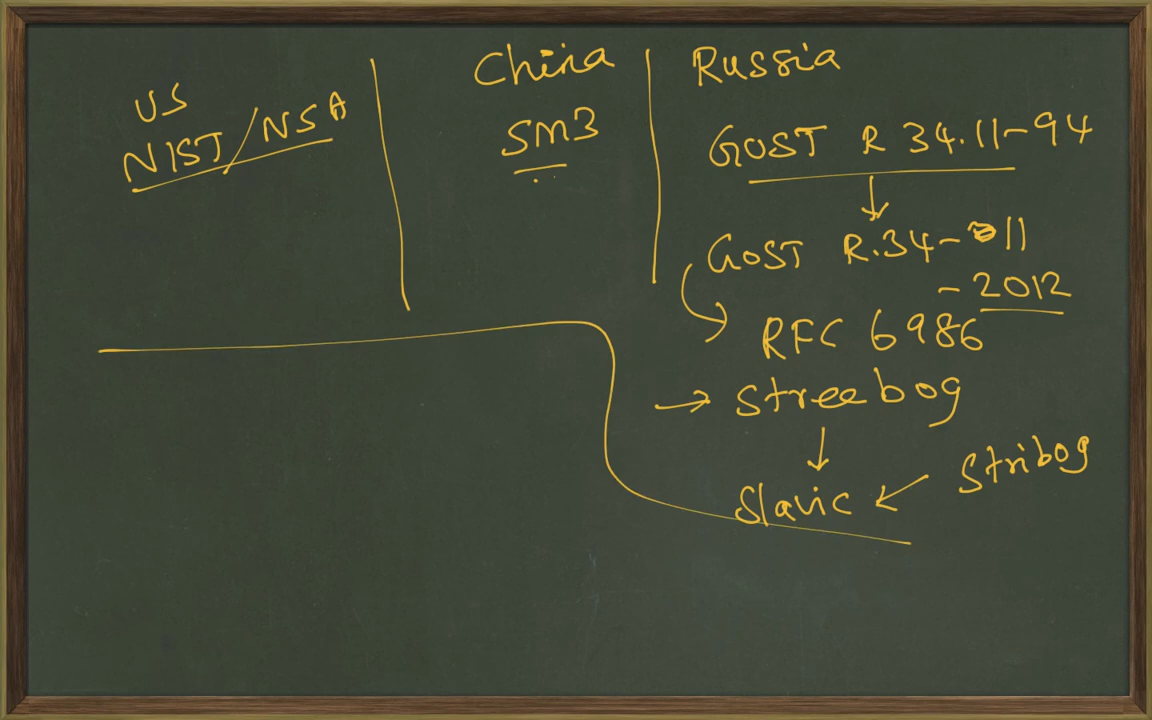 US
NIST/NSA
China
SM3
Russia
GOST R 34.11-94
GOST R.34-11
-2012
RFC 6986
Streebog
Slavic
Stribog